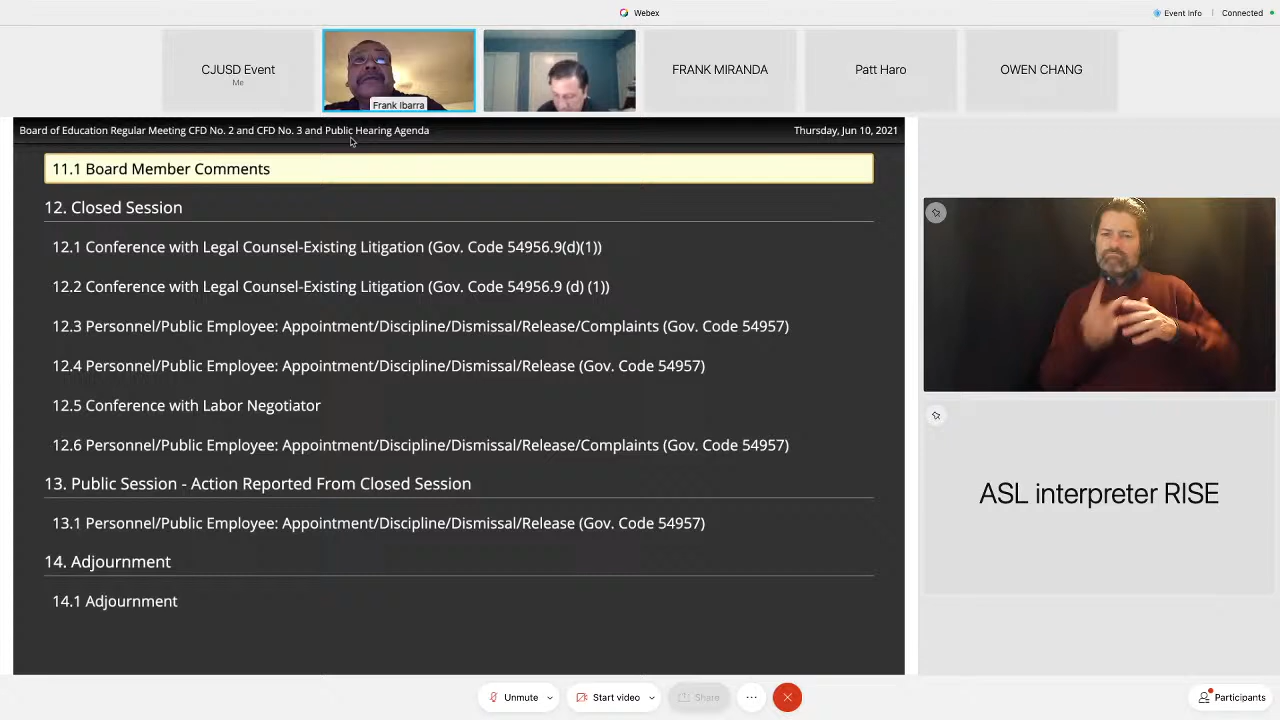 Webex
Event Info
Connected
CJUSD Event
Me
Frank Ibarra
FRANK MIRANDA
Patt Haro
OWEN CHANG
Board of Education Regular Meeting CFD No. 2 and CFD No. 3 and Public Hearing Agenda
Thursday, Jun 10, 2021
11.1 Board Member Comments
12. Closed Session
12.1 Conference with Legal Counsel-Existing Litigation (Gov. Code 54956.9(d)(1))
12.2 Conference with Legal Counsel-Existing Litigation (Gov. Code 54956.9 (d) (1))
12.3 Personnel/Public Employee: Appointment/Discipline/Dismissal/Release/Complaints (Gov. Code 54957)
12.4 Personnel/Public Employee: Appointment/Discipline/Dismissal/Release (Gov. Code 54957)
12.5 Conference with Labor Negotiator
12.6 Personnel/Public Employee: Appointment/Discipline/Dismissal/Release/Complaints (Gov. Code 54957)
13. Public Session - Action Reported From Closed Session
13.1 Personnel/Public Employee: Appointment/Discipline/Dismissal/Release (Gov. Code 54957)
14. Adjournment
14.1 Adjournment
ASL interpreter RISE
Unmute
Start video
Share
Participants